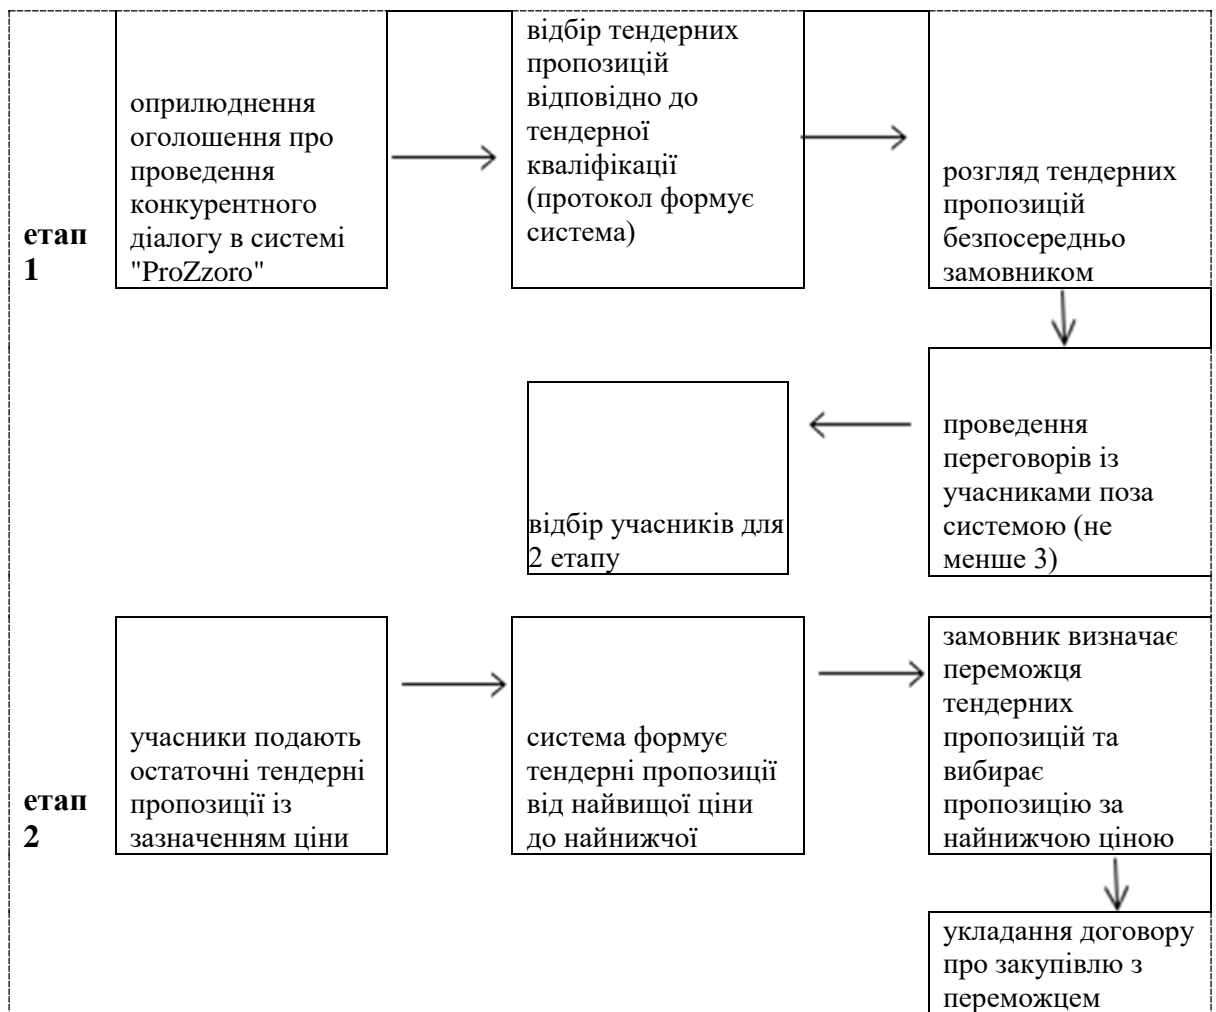 етап
1
оприлюднення
оголошення про
проведення
конкурентного
діалогу в системі
"ProZzoro"
відбір тендерних
пропозицій
відповідно до
тендерної
кваліфікації
(протокол формує
система)
розгляд тендерних
пропозицій
безпосередньо
замовником
проведення
переговорів із
учасниками поза
системою (не
менше 3)
відбір учасників для
2 етапу
етап
2
учасники подають
остаточні тендерні
пропозиції із
зазначенням ціни
система формує
тендерні пропозиції
від найвищої ціни
до найнижчої
замовник визначає
переможця
тендерних
пропозицій та
вибирає
пропозицію за
найнижчою ціною
укладання договору
про закупівлю з
переможцем